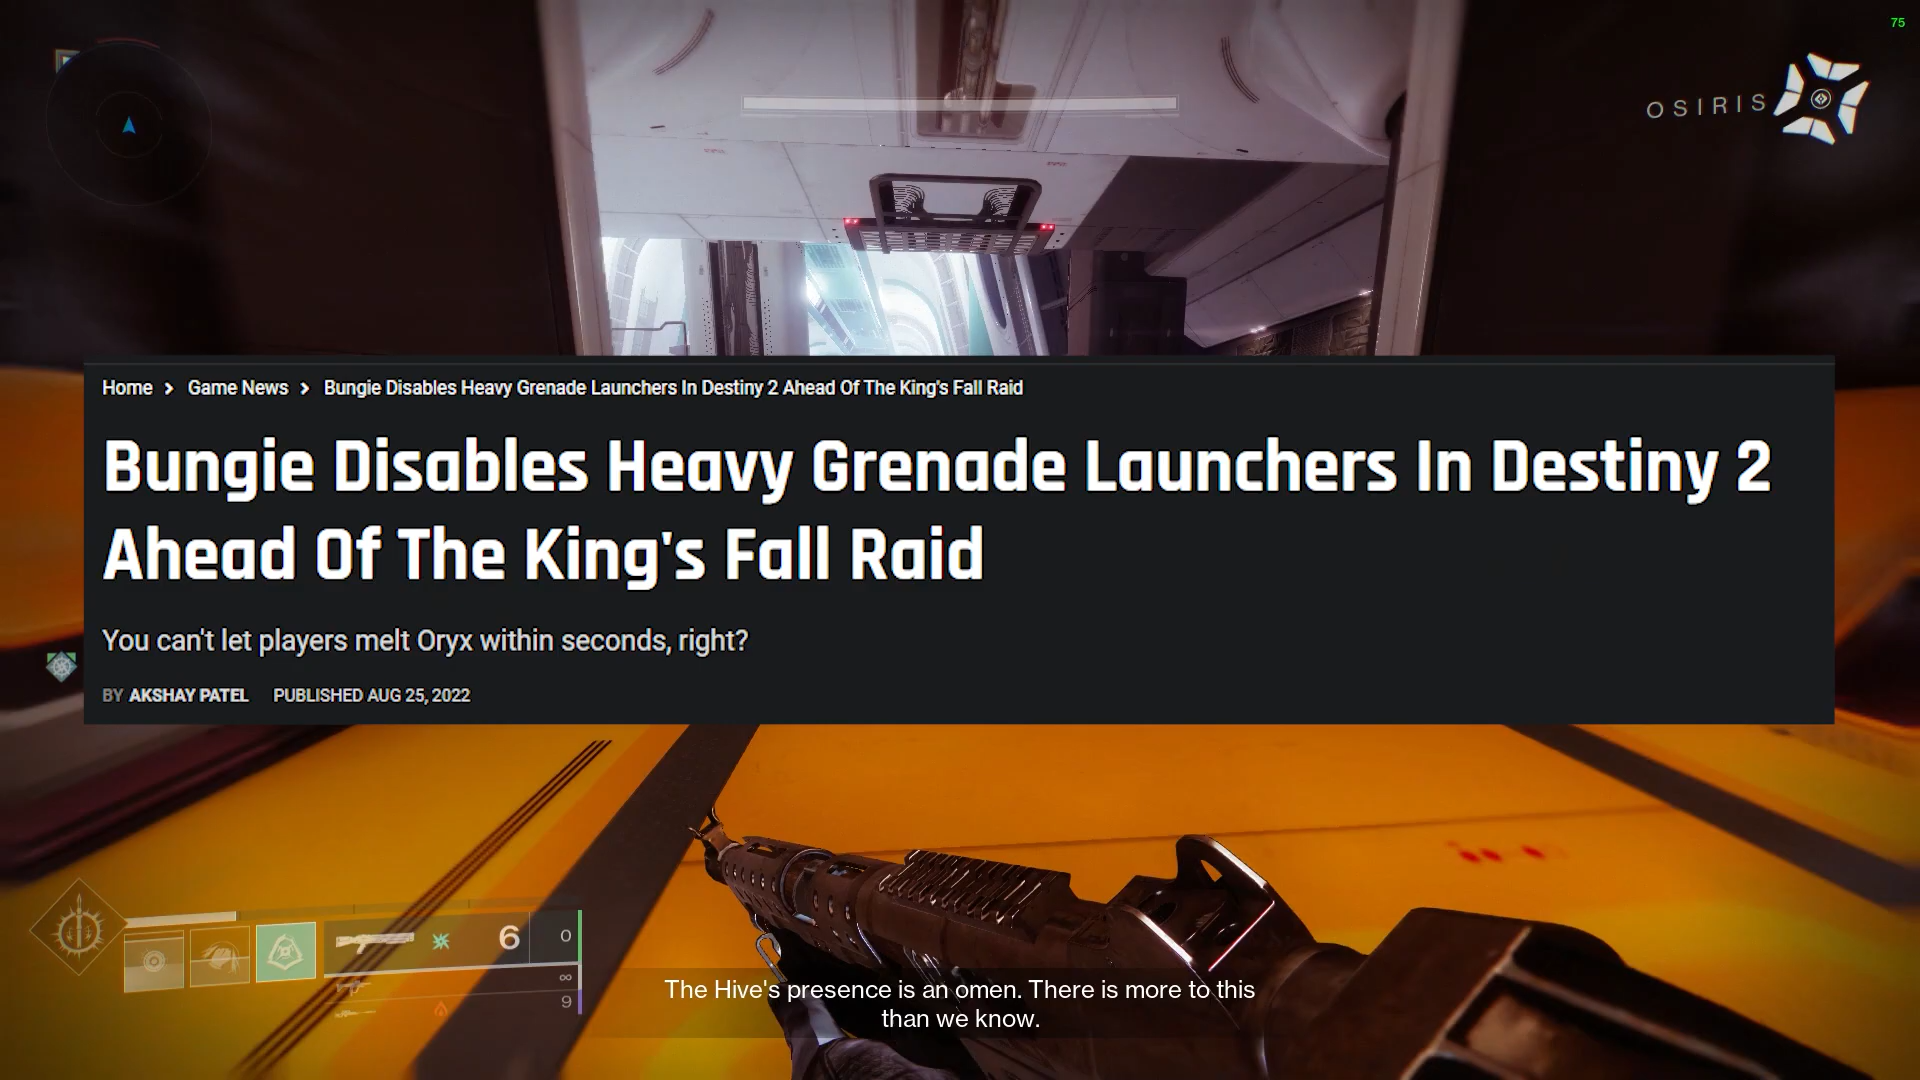 75
OSIRIS
Home > Game News > Bungie Disables Heavy Grenade Launchers In Destiny 2 Ahead Of The King's Fall Raid
Bungie Disables Heavy Grenade Launchers In Destiny 2
Ahead Of The King's Fall Raid
You can't let players melt Oryx within seconds, right?
BY AKSHAY PATEL PUBLISHED AUG 25, 2022
6 0
∞
9
The Hive's presence is an omen. There is more to this
than we know.